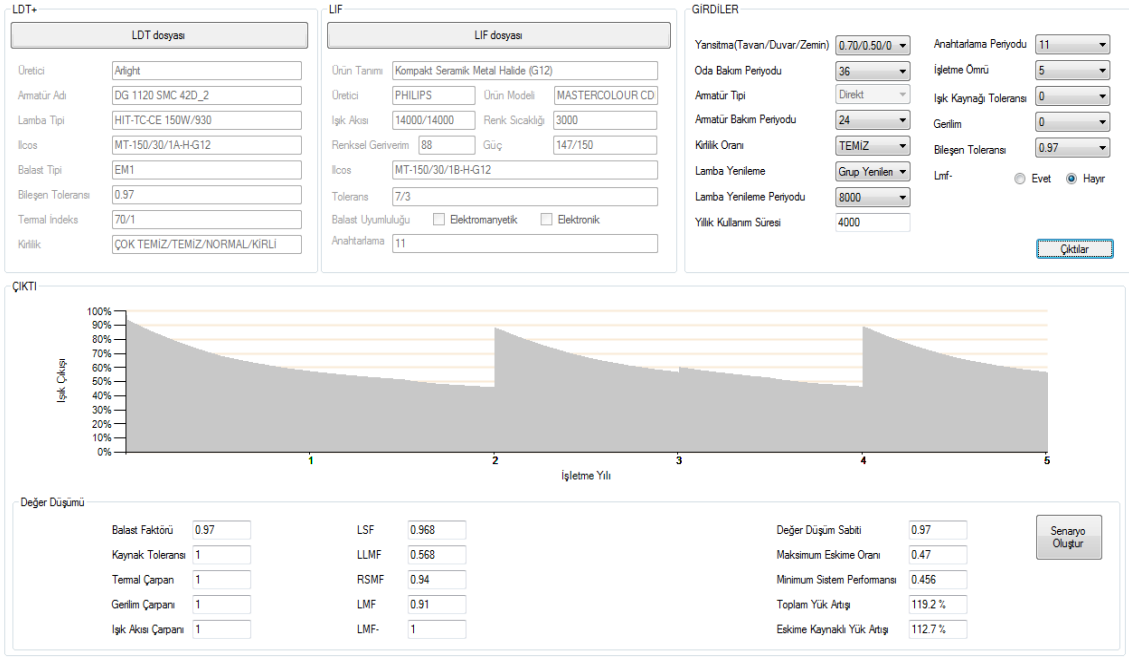 LDT+
LDT dosyası
Üretici Arlight
Armatür Adı DG 1120 SMC 42D_2
Lamba Tipi HIT-TC-CE 150W/930
Ilcos MT-150/30/1A-H-G12
Balast Tipi EM1
Bileşen Toleransı 0.97
Termal İndeks 70/1
Kirlilik ÇOK TEMİZ/TEMİZ/NORMAL/KİRLİ
LIF
LIF dosyası
Ürün Tanımı Kompakt Seramik Metal Halide (G12)
Üretici PHILIPS Ürün Modeli MASTERCOLOUR CD
Işık Akısı 14000/14000 Renk Sıcaklığı 3000
Renksel Geriverim 88 Güç 147/150
Ilcos MT-150/30/1B-H-G12
Tolerans 7/3
Balast Uyumluluğu Elektromanyetik Elektronik
Anahtarlama 11
GİRDİLER
Yansıtma(Tavan/Duvar/Zemin) 0.70/0.50/0 Anahtarlama Periyodu 11
Oda Bakım Periyodu 36 İşletme Ömrü 5
Armatür Tipi Direkt Işık Kaynağı Toleransı 0
Armatür Bakım Periyodu 24 Gerilim 0
Kirlilik Oranı TEMİZ Bileşen Toleransı 0.97
Lamba Yenileme Grup Yenilen Lmf- Evet Hayır
Lamba Yenileme Periyodu 8000
Yıllık Kullanım Süresi 4000
Çıktılar
ÇIKTI
100%
90%
80%
70%
60%
50%
40%
30%
20%
10%
0%
Işık Çıkışı
1 2 3 4 5
İşletme Yılı
Değer Düşümü
Balast Faktörü 0.97 LSF 0.968 Değer Düşüm Sabiti 0.97
Kaynak Toleransı 1 LLMF 0.568 Maksimum Eskime Oranı 0.47
Termal Çarpan 1 RSMF 0.94 Minimum Sistem Performansı 0.456
Gerilim Çarpanı 1 LMF 0.91 Toplam Yük Artışı 119.2 %
Işık Akısı Çarpanı 1 LMF- 1 Eskime Kaynaklı Yük Artışı 112.7 %
Senaryo
Oluştur